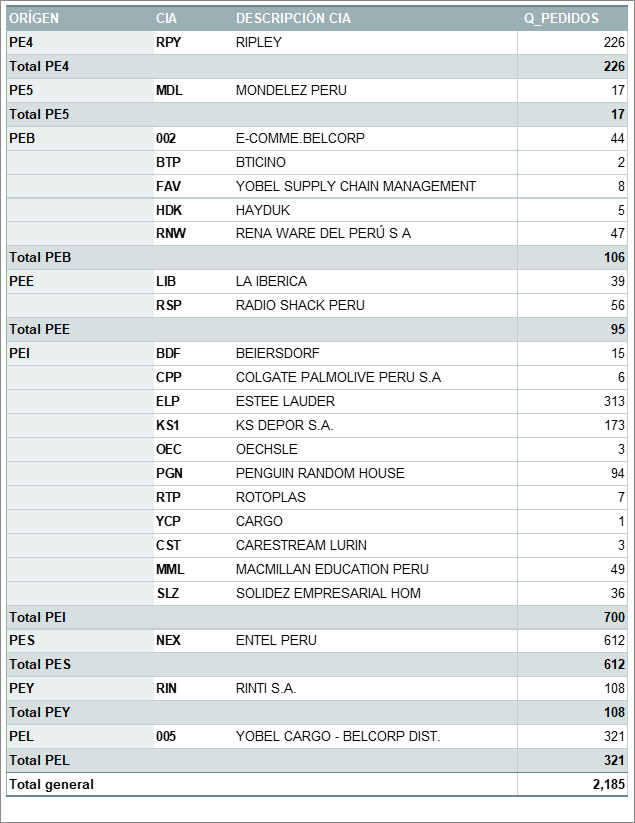 ORÍGEN CIA DESCRIPCIÓN CIA Q_PEDIDOS
PE4 RPY RIPLEY 226
Total PE4 226
PE5 MDL MONDELEZ PERU 17
Total PE5 17
PEB 002 E-COMME.BELCORP 44
BTP BTICINO 2
FAV YOBEL SUPPLY CHAIN MANAGEMENT 8
HDK HAYDUK 5
RNW RENA WARE DEL PERÚ S A 47
Total PEB 106
PEE LIB LA IBERICA 39
RSP RADIO SHACK PERU 56
Total PEE 95
PEI BDF BEIERSDORF 15
CPP COLGATE PALMOLIVE PERU S.A 6
ELP ESTEE LAUDER 313
KS1 KS DEPOR S.A. 173
OEC OECHSLE 3
PGN PENGUIN RANDOM HOUSE 94
RTP ROTOPLAS 7
YCP CARGO 1
CST CARESTREAM LURIN 3
MML MACMILLAN EDUCATION PERU 49
SLZ SOLIDEZ EMPRESARIAL HOM 36
Total PEI 700
PES NEX ENTEL PERU 612
Total PES 612
PEY RIN RINTI S.A. 108
Total PEY 108
PEL 005 YOBEL CARGO - BELCORP DIST. 321
Total PEL 321
Total general 2,185